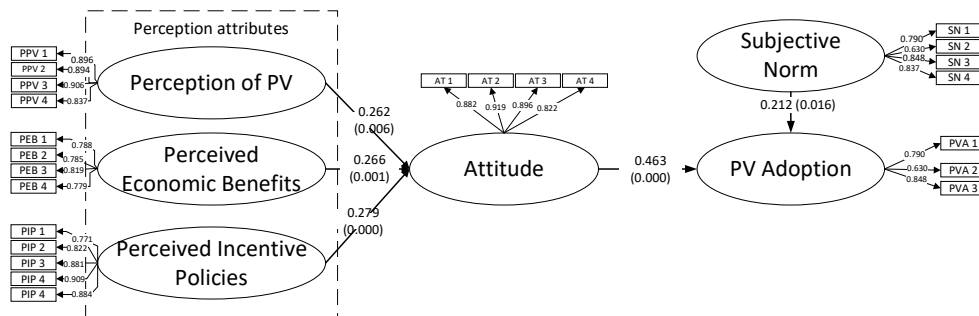 Perception attributes
PPV 1
PPV 2
PPV 3
PPV 4
0.896
0.894
0.906
0.837
Perception of PV
PEB 1
PEB 2
PEB 3
PEB 4
0.788
0.785
0.819
0.779
Perceived
Economic Benefits
PIP 1
PIP 2
PIP 3
PIP 4
PIP 4
0.771
0.822
0.881
0.909
0.884
Perceived Incentive
Policies
0.262
(0.006)
0.266
(0.001)
0.279
(0.000)
AT 1
AT 2
AT 3
AT 4
0.882
0.919
0.896
0.822
Attitude
0.463
(0.000)
Subjective
Norm
0.790
0.630
0.848
0.837
SN 1
SN 2
SN 3
SN 4
0.212 (0.016)
PV Adoption
0.790
0.630
0.848
PVA 1
PVA 2
PVA 3